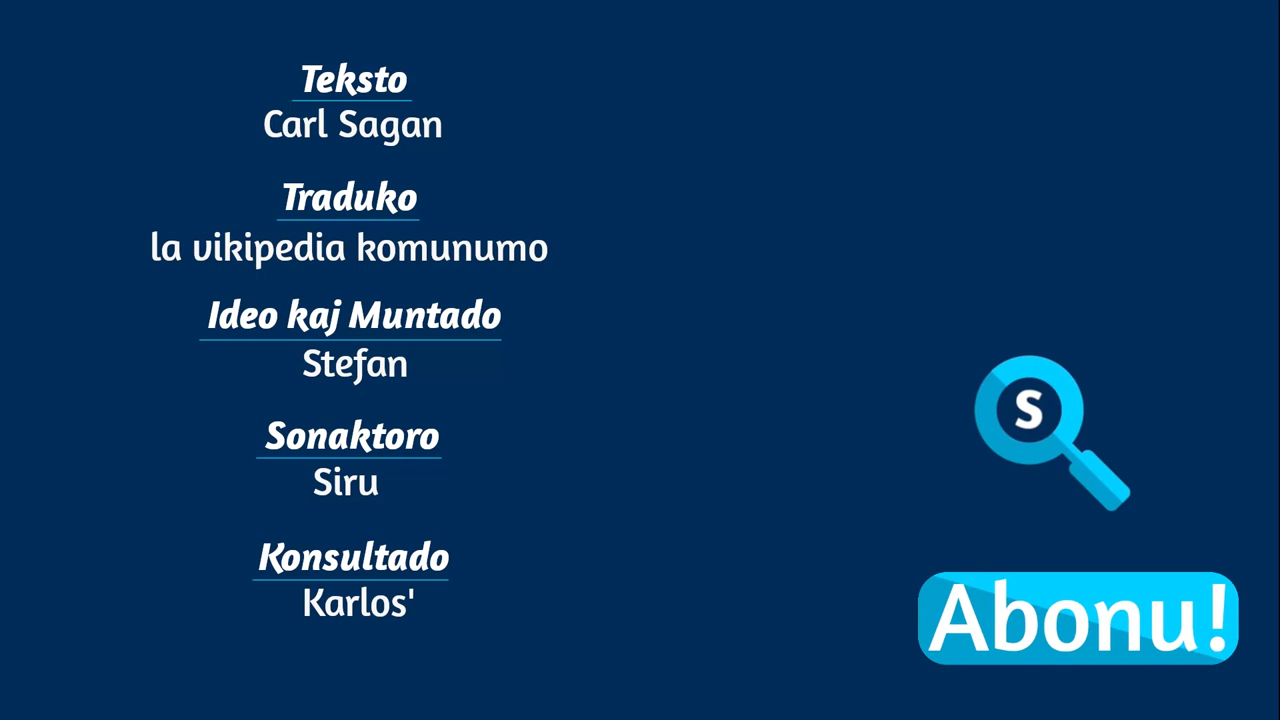 Teksto
Carl Sagan
Traduko
la vikipedia komunumo
Ideo kaj Muntado
Stefan
Sonaktoro
Siru
Konsultado
Karlos'
S
Abonu!